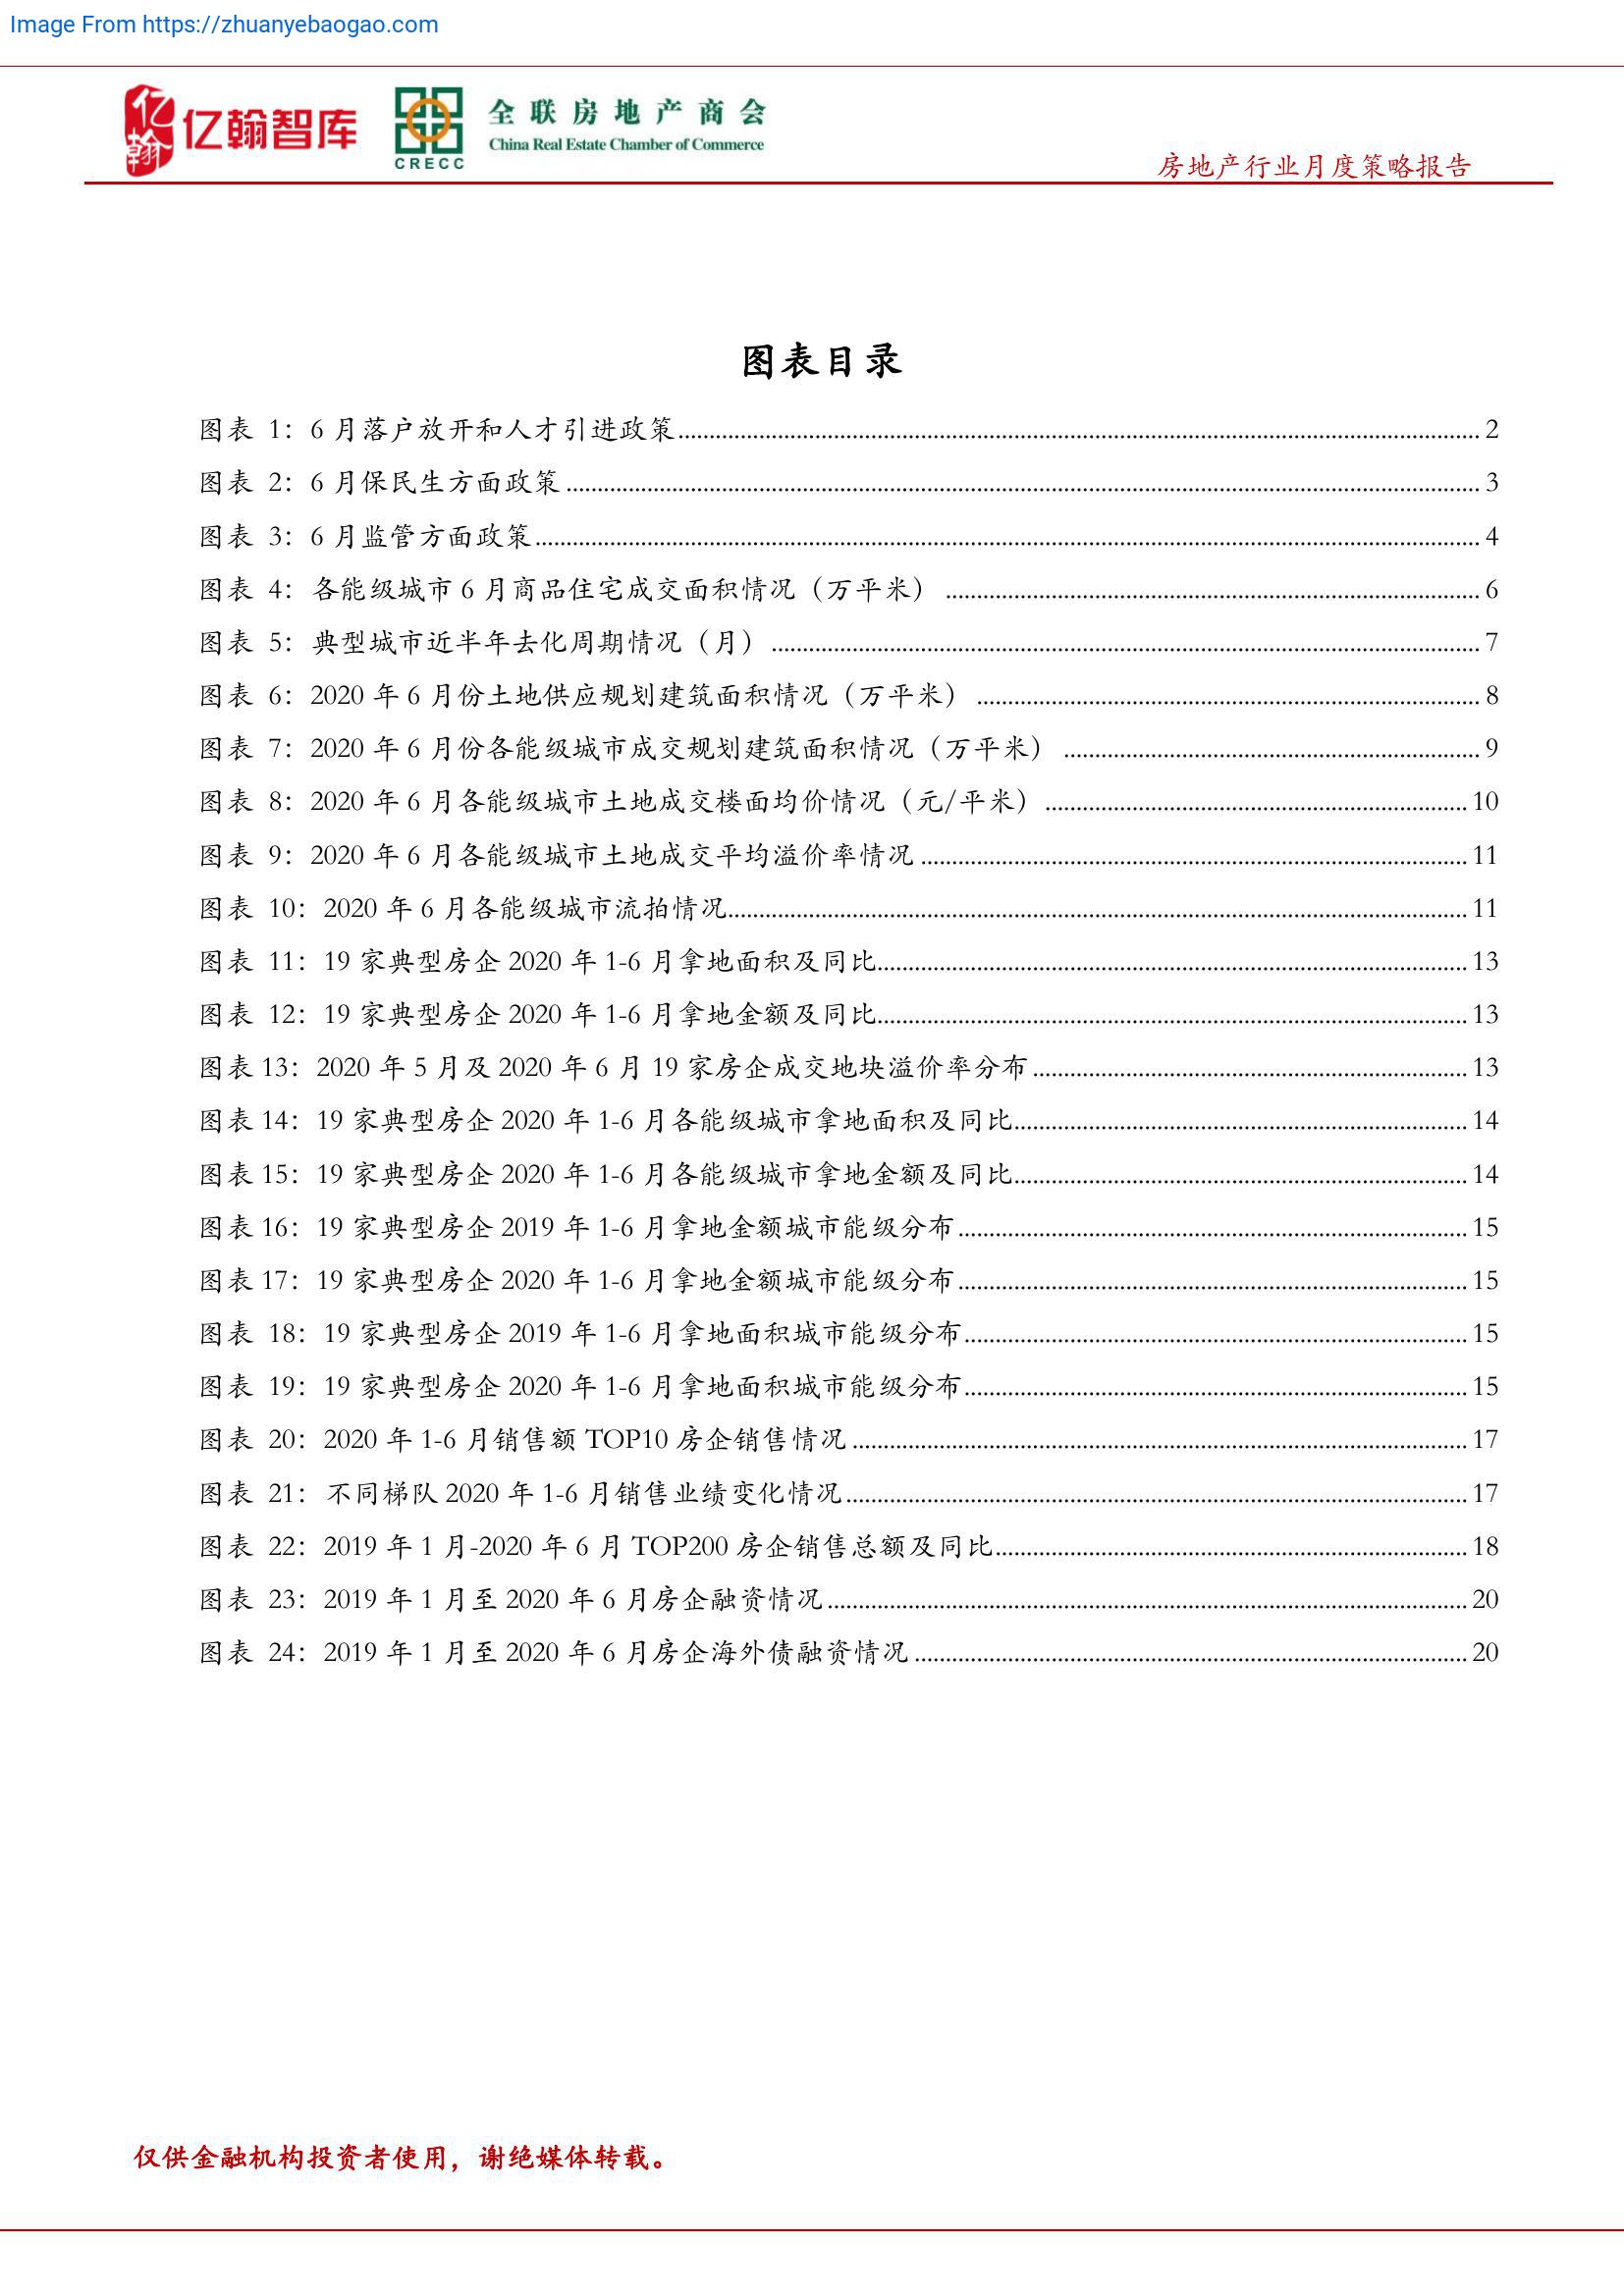 Image From https://zhuanyebaogao.com
亿翰
亿翰智库
CRECC
全联房地产商会
China Real Estate Chamber of Commerce
房地产行业月度策略报告
图表目录
图表 1：6 月落户放开和人才引进政策........................ 2
图表 2：6 月保民生方面政策........................ 3
图表 3：6 月监管方面政策........................ 4
图表 4：各能级城市 6 月商品住宅成交面积情况（万平米）........................ 6
图表 5：典型城市近半年去化周期情况（月）........................ 7
图表 6：2020 年 6 月份土地供应规划建筑面积情况（万平米）........................ 8
图表 7：2020 年 6 月份各能级城市成交规划建筑面积情况（万平米）........................ 9
图表 8：2020 年 6 月各能级城市土地成交楼面均价情况（元/平米）........................ 10
图表 9：2020 年 6 月各能级城市土地成交平均溢价率情况........................ 11
图表 10：2020 年 6 月各能级城市流拍情况........................ 11
图表 11：19 家典型房企 2020 年 1-6 月拿地面积及同比........................ 13
图表 12：19 家典型房企 2020 年 1-6 月拿地金额及同比........................ 13
图表 13：2020 年 5 月及 2020 年 6 月 19 家房企成交地块溢价率分布........................ 13
图表 14：19 家典型房企 2020 年 1-6 月各能级城市拿地面积及同比........................ 14
图表 15：19 家典型房企 2020 年 1-6 月各能级城市拿地金额及同比........................ 14
图表 16：19 家典型房企 2019 年 1-6 月拿地金额城市能级分布........................ 15
图表 17：19 家典型房企 2020 年 1-6 月拿地金额城市能级分布........................ 15
图表 18：19 家典型房企 2019 年 1-6 月拿地面积城市能级分布........................ 15
图表 19：19 家典型房企 2020 年 1-6 月拿地面积城市能级分布........................ 15
图表 20：2020 年 1-6 月销售额 TOP10 房企销售情况........................ 17
图表 21：不同梯队 2020 年 1-6 月销售业绩变化情况........................ 17
图表 22：2019 年 1 月-2020 年 6 月 TOP200 房企销售总额及同比........................ 18
图表 23：2019 年 1 月至 2020 年 6 月房企融资情况........................ 20
图表 24：2019 年 1 月至 2020 年 6 月房企海外债融资情况........................ 20
仅供金融机构投资者使用，谢绝媒体转载。